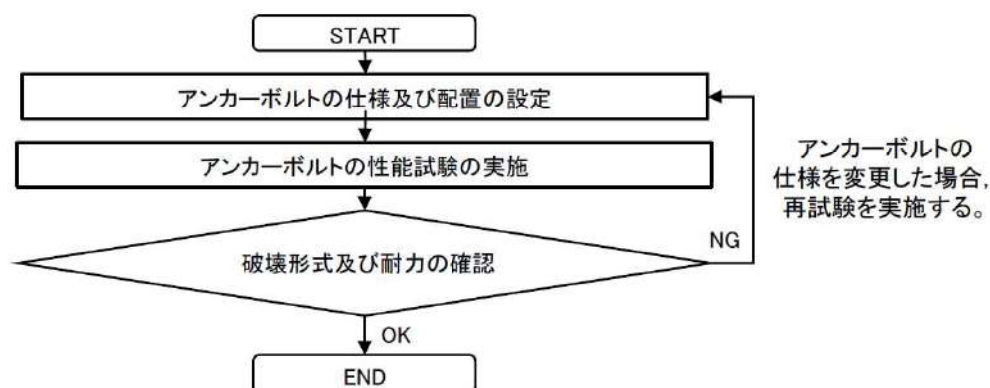 START
アンカーボルトの仕様及び配置の設定
アンカーボルトの性能試験の実施
アンカーボルトの
仕様を変更した場合,
再試験を実施する。
破壊形式及び耐力の確認
NG
OK
END